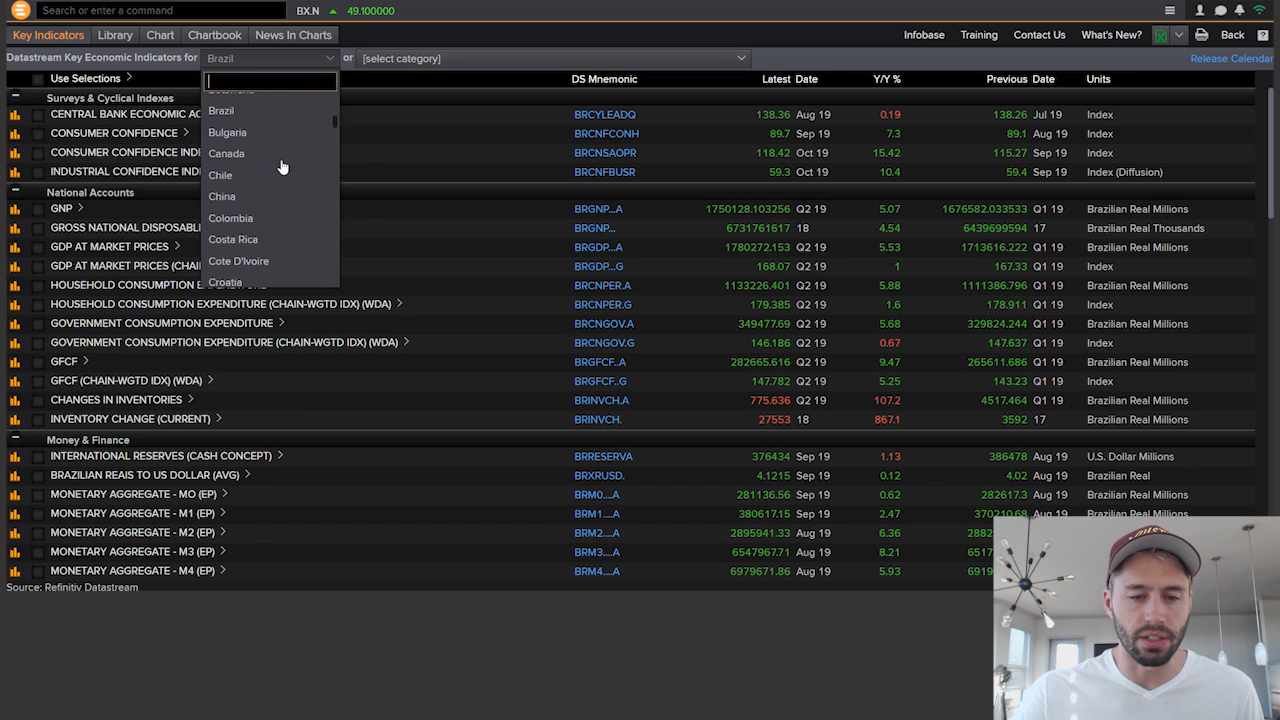 Search or enter a command BX.N 49.100000
Key Indicators Library Chart Chartbook News In Charts Infobase Training Contact Us What's New? Back
Datastream Key Economic Indicators for Brazil or [select category] Release Calendar
Use Selections DS Mnemonic Latest Date Y/Y % Previous Date Units
Brazil
Bulgaria
Canada
Chile
China
Colombia
Costa Rica
Cote D'Ivoire
Croatia
Surveys & Cyclical Indexes
CENTRAL BANK ECONOMIC AC BRCYLEADQ 138.36 Aug 19 0.19 138.26 Jul 19 Index
CONSUMER CONFIDENCE BRCNFCONH 89.7 Sep 19 7.3 89.1 Aug 19 Index
CONSUMER CONFIDENCE INDE BRCNSAOPR 118.42 Oct 19 15.42 115.27 Sep 19 Index
INDUSTRIAL CONFIDENCE IND BRCNFBUSR 59.3 Oct 19 10.4 59.4 Sep 19 Index (Diffusion)
National Accounts
GNP BRGNP...A 1750128.103256 Q2 19 5.07 1676582.033533 Q1 19 Brazilian Real Millions
GROSS NATIONAL DISPOSABL BRGNP... 6731761617 18 4.54 6439699594 17 Brazilian Real Thousands
GDP AT MARKET PRICES BRGDP...A 1780272.153 Q2 19 5.53 1713616.222 Q1 19 Brazilian Real Millions
GDP AT MARKET PRICES (CHAI BRGDP...G 168.07 Q2 19 1 167.33 Q1 19 Index
HOUSEHOLD CONSUMPTION E BRCNPER.A 1133226.401 Q2 19 5.88 1111386.796 Q1 19 Brazilian Real Millions
HOUSEHOLD CONSUMPTION EXPENDITURE (CHAIN-WGTD IDX) (WDA) BRCNPER.G 179.385 Q2 19 1.6 178.911 Q1 19 Index
GOVERNMENT CONSUMPTION EXPENDITURE BRCNGOV.A 349477.69 Q2 19 5.68 329824.244 Q1 19 Brazilian Real Millions
GOVERNMENT CONSUMPTION EXPENDITURE (CHAIN-WGTD IDX) (WDA) BRCNGOV.G 146.186 Q2 19 0.67 147.637 Q1 19 Index
GFCF BRGFCF..A 282665.616 Q2 19 9.47 265611.686 Q1 19 Brazilian Real Millions
GFCF (CHAIN-WGTD IDX) (WDA) BRGFCF..G 147.782 Q2 19 5.25 143.23 Q1 19 Index
CHANGES IN INVENTORIES BRINVCH.A 775.636 Q2 19 107.2 4517.464 Q1 19 Brazilian Real Millions
INVENTORY CHANGE (CURRENT) BRINVCH. 27553 18 867.1 3592 17 Brazilian Real Millions
Money & Finance
INTERNATIONAL RESERVES (CASH CONCEPT) BRRESERVA 376434 Sep 19 1.13 386478 Aug 19 U.S. Dollar Millions
BRAZILIAN REAIS TO US DOLLAR (AVG) BRXRUSD. 4.1215 Sep 19 0.12 4.02 Aug 19 Brazilian Real
MONETARY AGGREGATE - MO (EP) BRM0....A 281136.56 Sep 19 0.62 282617.3 Aug 19 Brazilian Real Millions
MONETARY AGGREGATE - M1 (EP) BRM1....A 380617.15 Sep 19 2.47 370210.68 Aug 19 Brazilian Real Millions
MONETARY AGGREGATE - M2 (EP) BRM2....A 2895941.33 Aug 19 6.36 2882
MONETARY AGGREGATE - M3 (EP) BRM3....A 6547967.71 Aug 19 8.21 6517
MONETARY AGGREGATE - M4 (EP) BRM4....A 6979671.86 Aug 19 5.93 6919
Source: Refinitiv Datastream